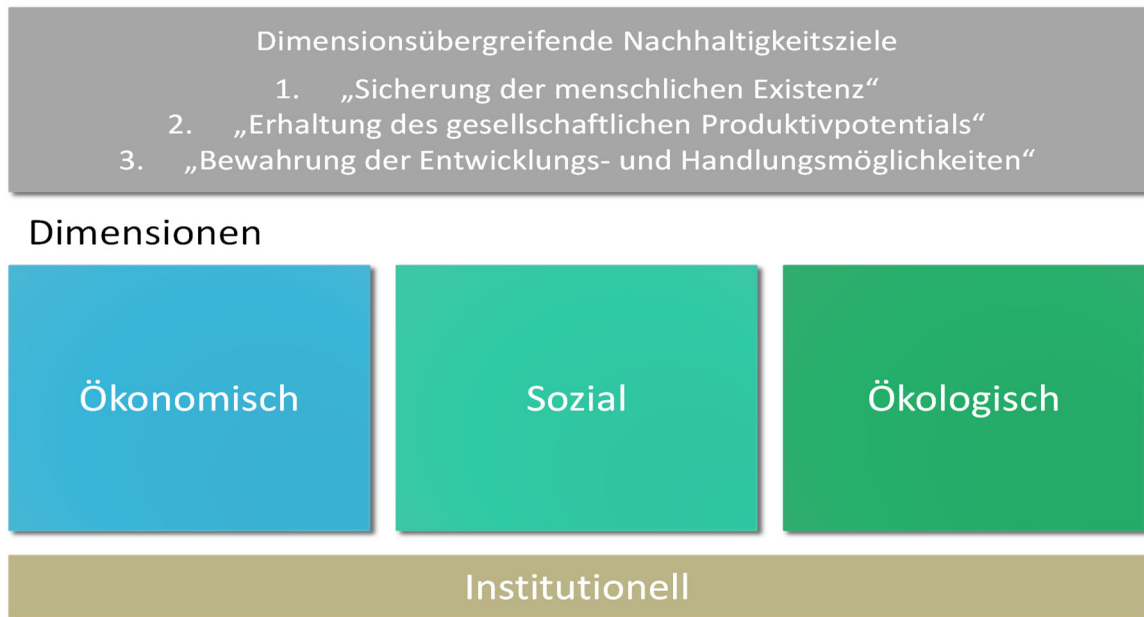 Dimensionsübergreifende Nachhaltigkeitsziele
1. „Sicherung der menschlichen Existenz“
2. „Erhaltung des gesellschaftlichen Produktivpotentials“
3. „Bewahrung der Entwicklungs- und Handlungsmöglichkeiten“
Dimensionen
Ökonomisch
Sozial
Ökologisch
Institutionell